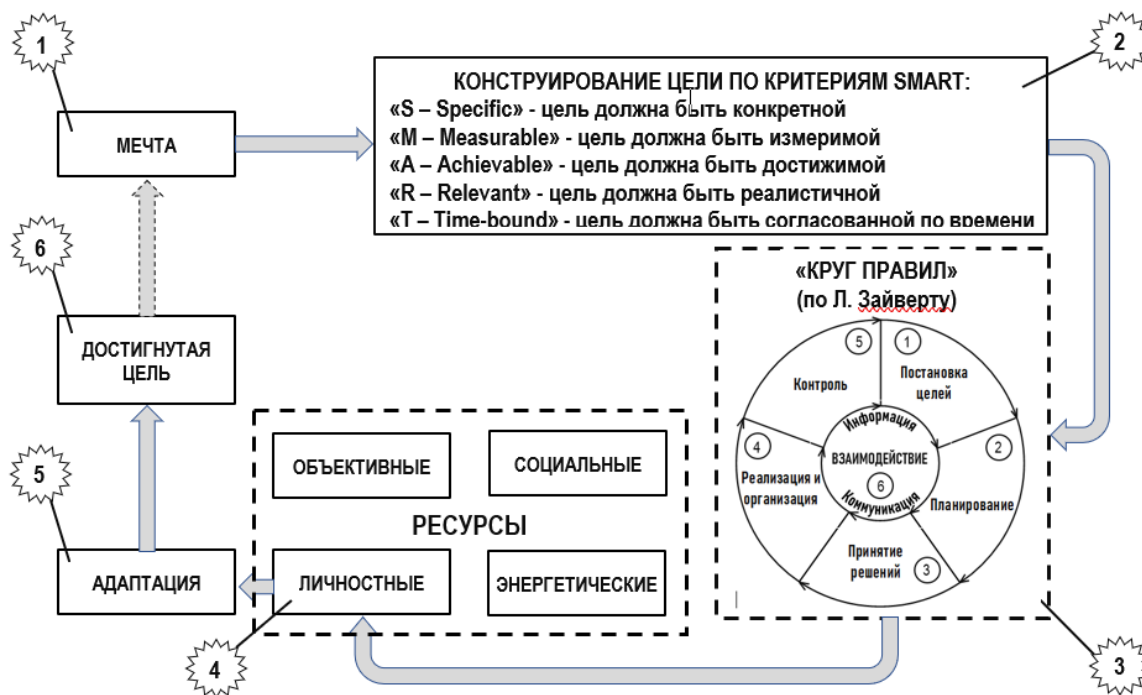 1
МЕЧТА
2
КОНСТРУИРОВАНИЕ ЦЕЛИ ПО КРИТЕРИЯМ SMART:
«S – Specific» - цель должна быть конкретной
«M – Measurable» - цель должна быть измеримой
«A – Achievable» - цель должна быть достижимой
«R – Relevant» - цель должна быть реалистичной
«T – Time-bound» - цель должна быть согласованной по времени
«КРУГ ПРАВИЛ»
(по Л. Зайверту)
1
Постановка
целей
2
Планирование
Принятие
решений
3
4
Реализация и
организация
5
Контроль
Информация
ВЗАИМОДЕЙСТВИЕ
6
Коммуникация
3
ОБЪЕКТИВНЫЕ
СОЦИАЛЬНЫЕ
РЕСУРСЫ
ЛИЧНОСТНЫЕ
ЭНЕРГЕТИЧЕСКИЕ
4
5
АДАПТАЦИЯ
6
ДОСТИГНУТАЯ
ЦЕЛЬ